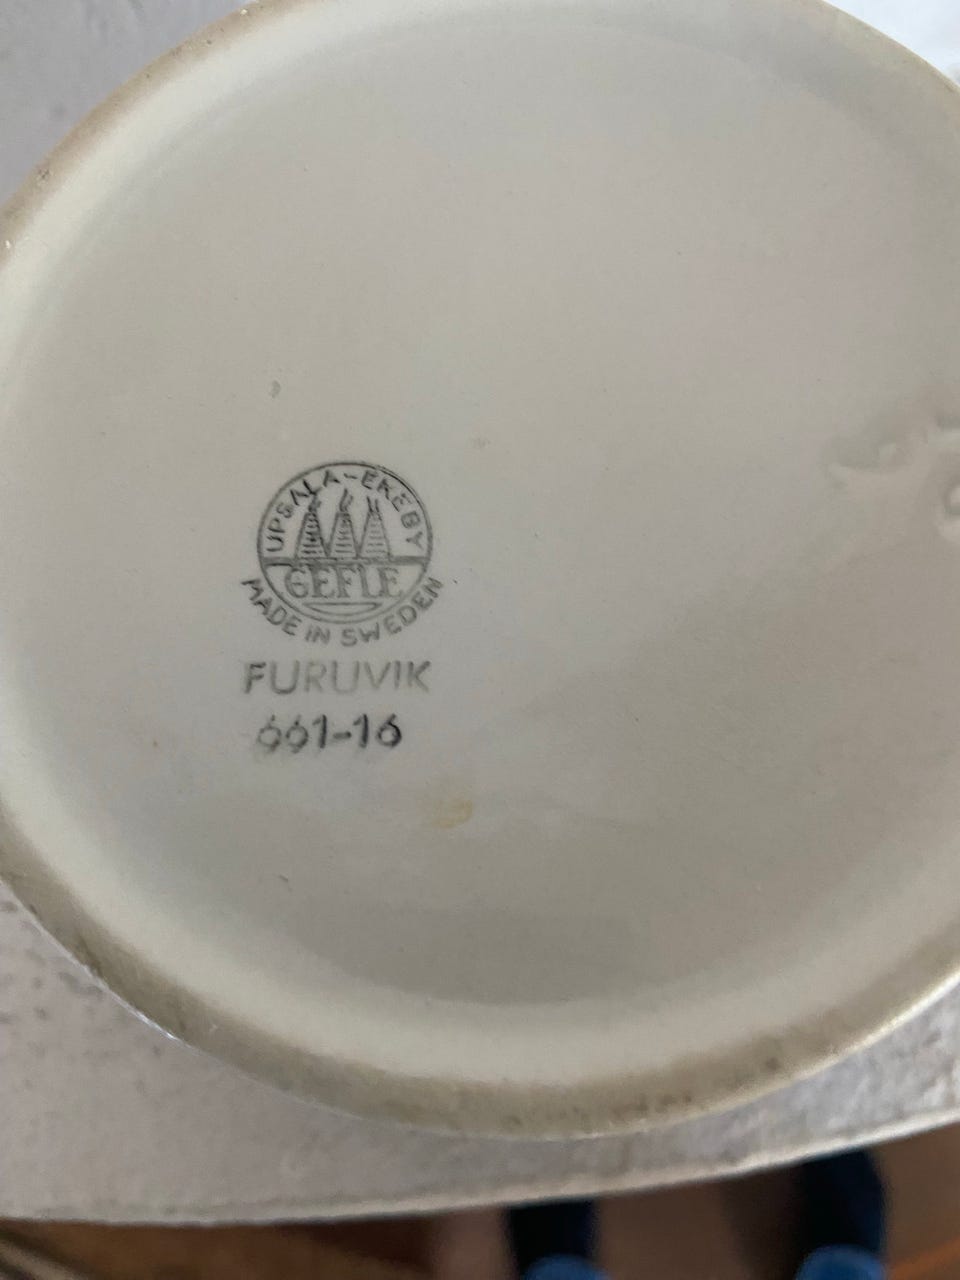 UPSALA-EKEBY
GEFLE
MADE IN SWEDEN
FURUVIK
661-16